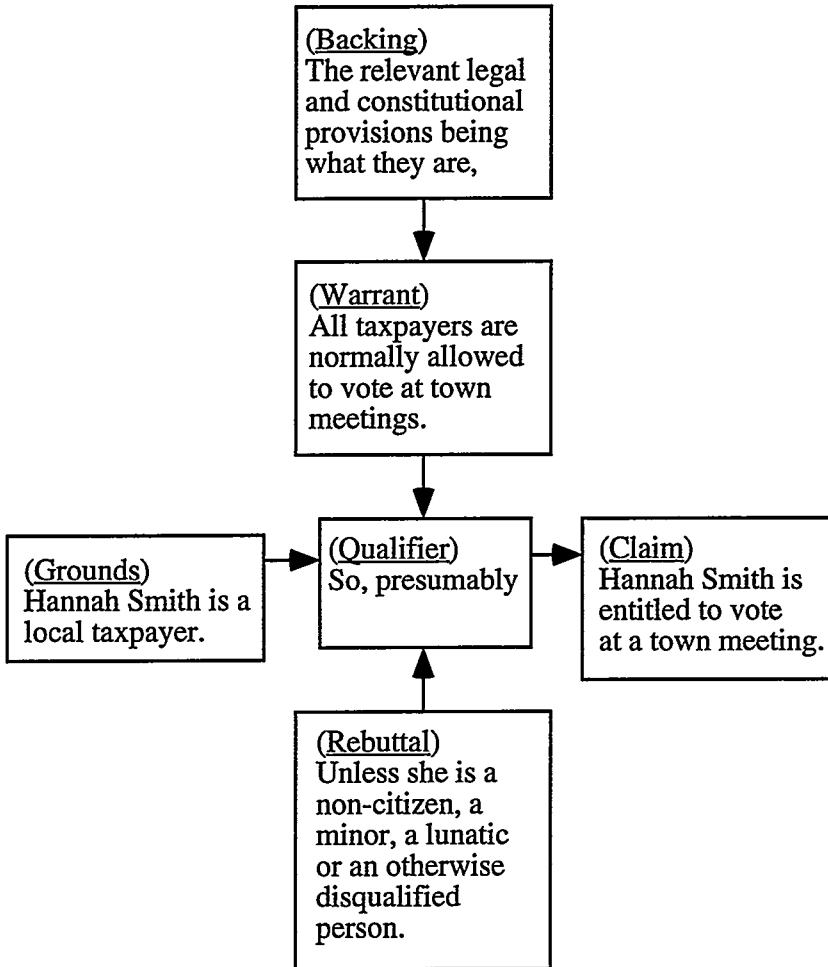 (Backing)
The relevant legal
and constitutional
provisions being
what they are,
(Warrant)
All taxpayers are
normally allowed
to vote at town
meetings.
(Grounds)
Hannah Smith is a
local taxpayer.
(Qualifier)
So, presumably
(Claim)
Hannah Smith is
entitled to vote
at a town meeting.
(Rebuttal)
Unless she is a
non-citizen, a
minor, a lunatic
or an otherwise
disqualified
person.